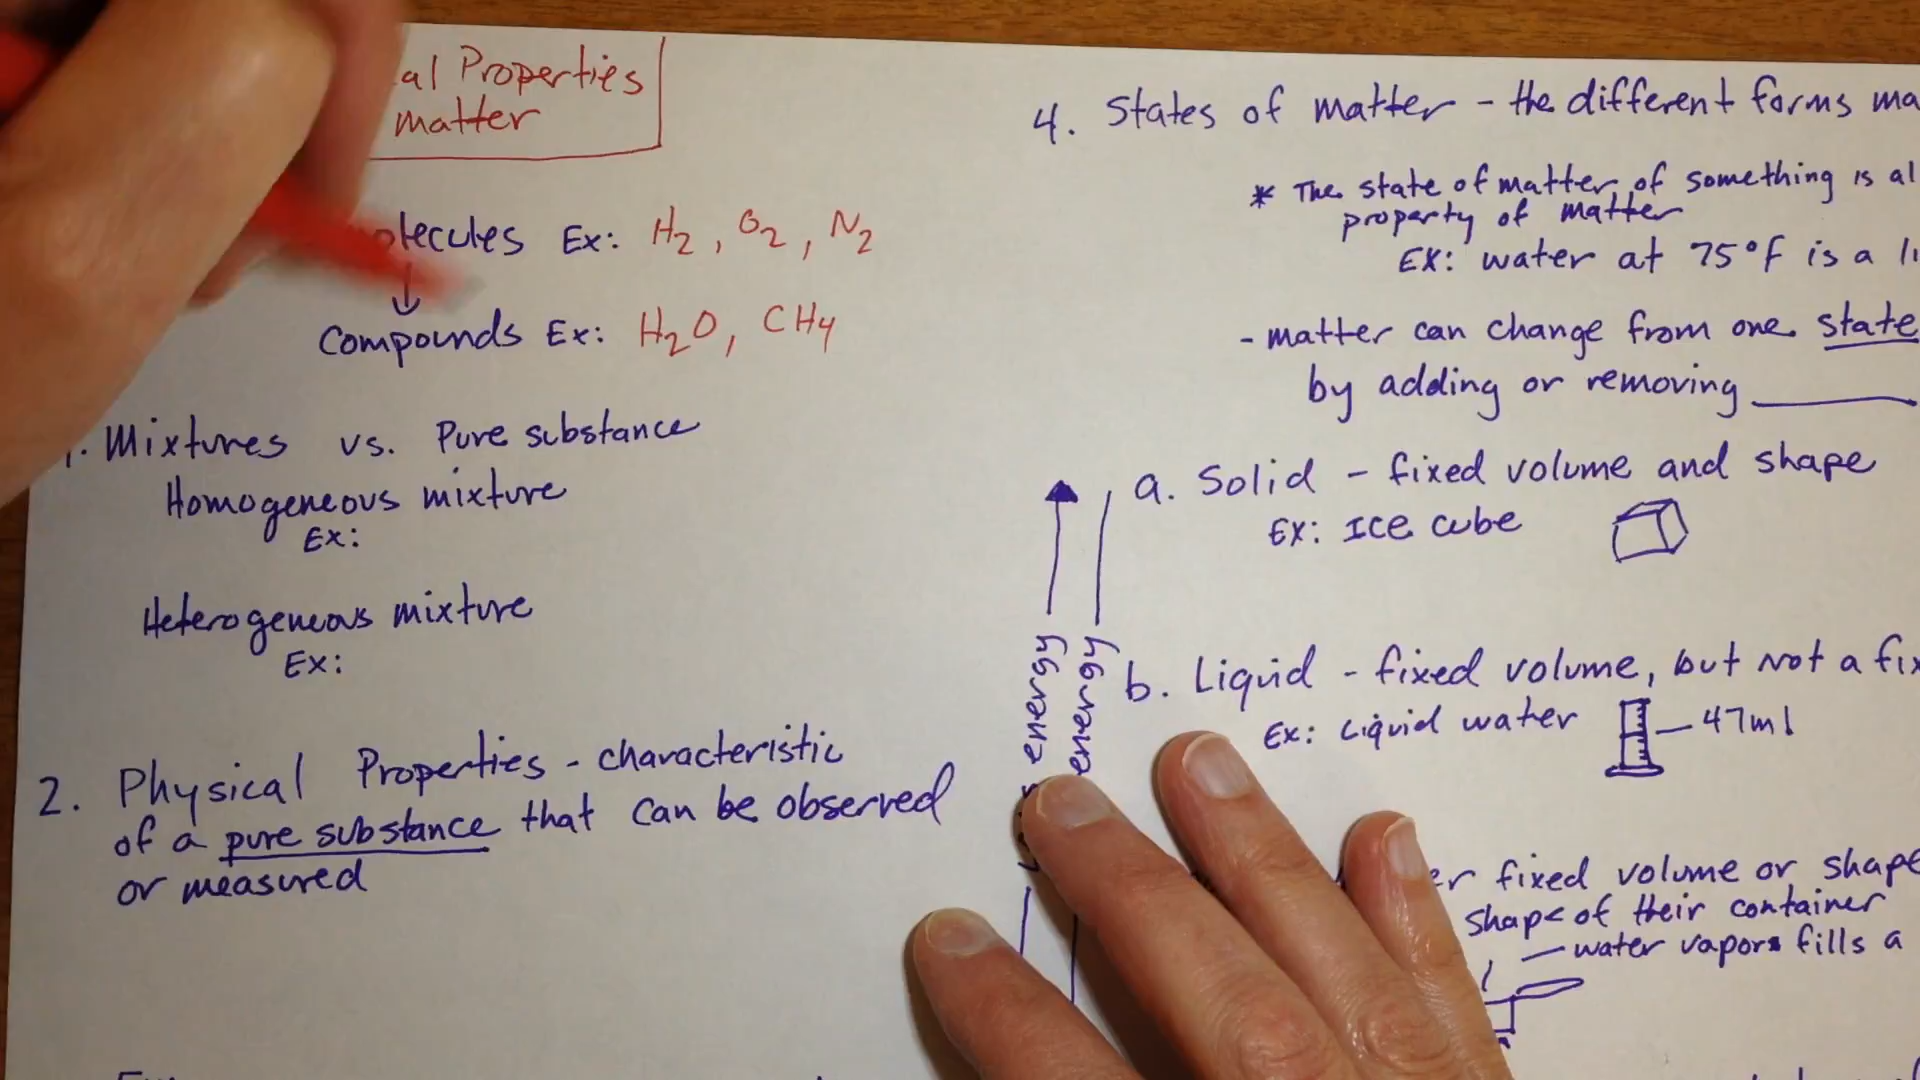 al Properties
matter
olecules Ex: H2, O2, N2
↓
Compounds Ex: H2O, CH4
1. Mixtures vs. Pure substance
Homogeneous mixture
Ex:
Heterogeneous mixture
Ex:
2. Physical Properties - characteristic
of a pure substance that can be observed
or measured
4. States of matter - the different forms ma
* The state of matter of something is al
property of matter
EX: water at 75°F is a li
- matter can change from one state
by adding or removing ______
a. Solid - fixed volume and shape
EX: Ice cube
energy
energy
b. Liquid - fixed volume, but not a fix
Ex: Liquid water — 47ml
er fixed volume or shape
shape of their container
— water vapors fills a